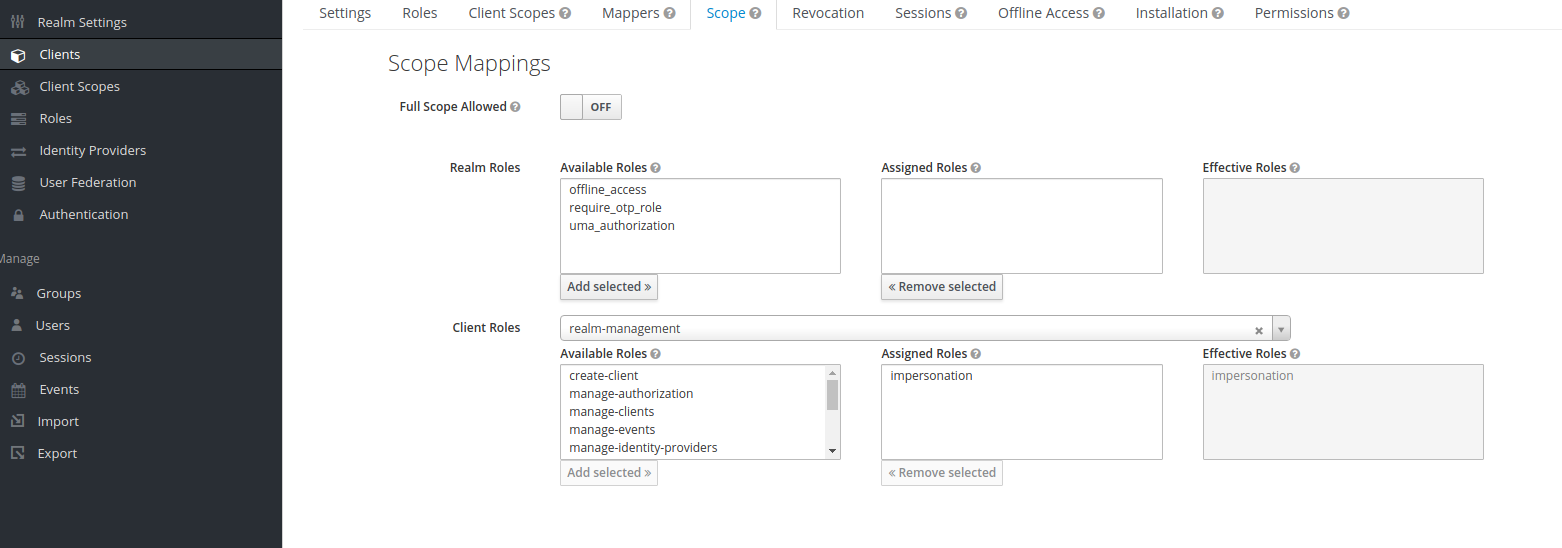 Realm Settings
Clients
Client Scopes
Roles
Identity Providers
User Federation
Authentication
Manage
Groups
Users
Sessions
Events
Import
Export
Settings Roles Client Scopes Mappers Scope Revocation Sessions Offline Access Installation Permissions
Scope Mappings
Full Scope Allowed OFF
Realm Roles
Available Roles
offline_access
require_otp_role
uma_authorization
Add selected »
Assigned Roles
« Remove selected
Effective Roles
Client Roles
realm-management
Available Roles
create-client
manage-authorization
manage-clients
manage-events
manage-identity-providers
Add selected »
Assigned Roles
impersonation
« Remove selected
Effective Roles
impersonation